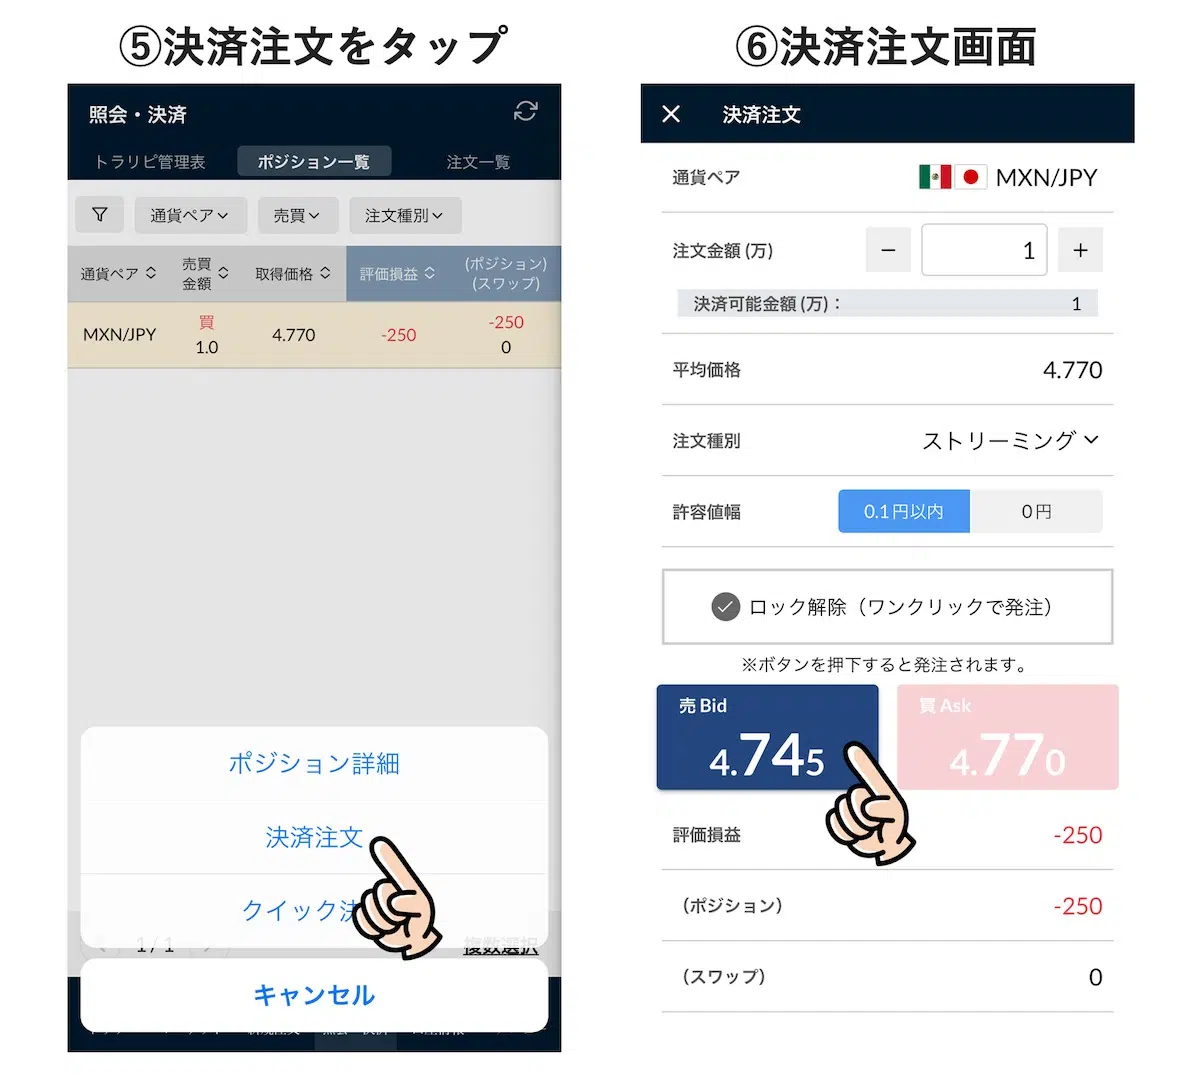 ⑤決済注文をタップ
照会・決済
トラリピ管理表 ポジション一覧 注文一覧
通貨ペア 売買 注文種別
通貨ペア 売買金額 取得価格 評価損益 (ポジション)(スワップ)
MXN/JPY 買 1.0 4.770 -250 -250 0
ポジション詳細
決済注文
クイック決
1 / 1 複数選択
キャンセル
⑥決済注文画面
決済注文
通貨ペア MXN/JPY
注文金額(万) − 1 +
決済可能金額(万)： 1
平均価格 4.770
注文種別 ストリーミング
許容値幅 0.1円以内 0円
ロック解除（ワンクリックで発注）
※ボタンを押下すると発注されます。
売Bid 買Ask
4.745 4.770
評価損益 -250
（ポジション） -250
（スワップ） 0